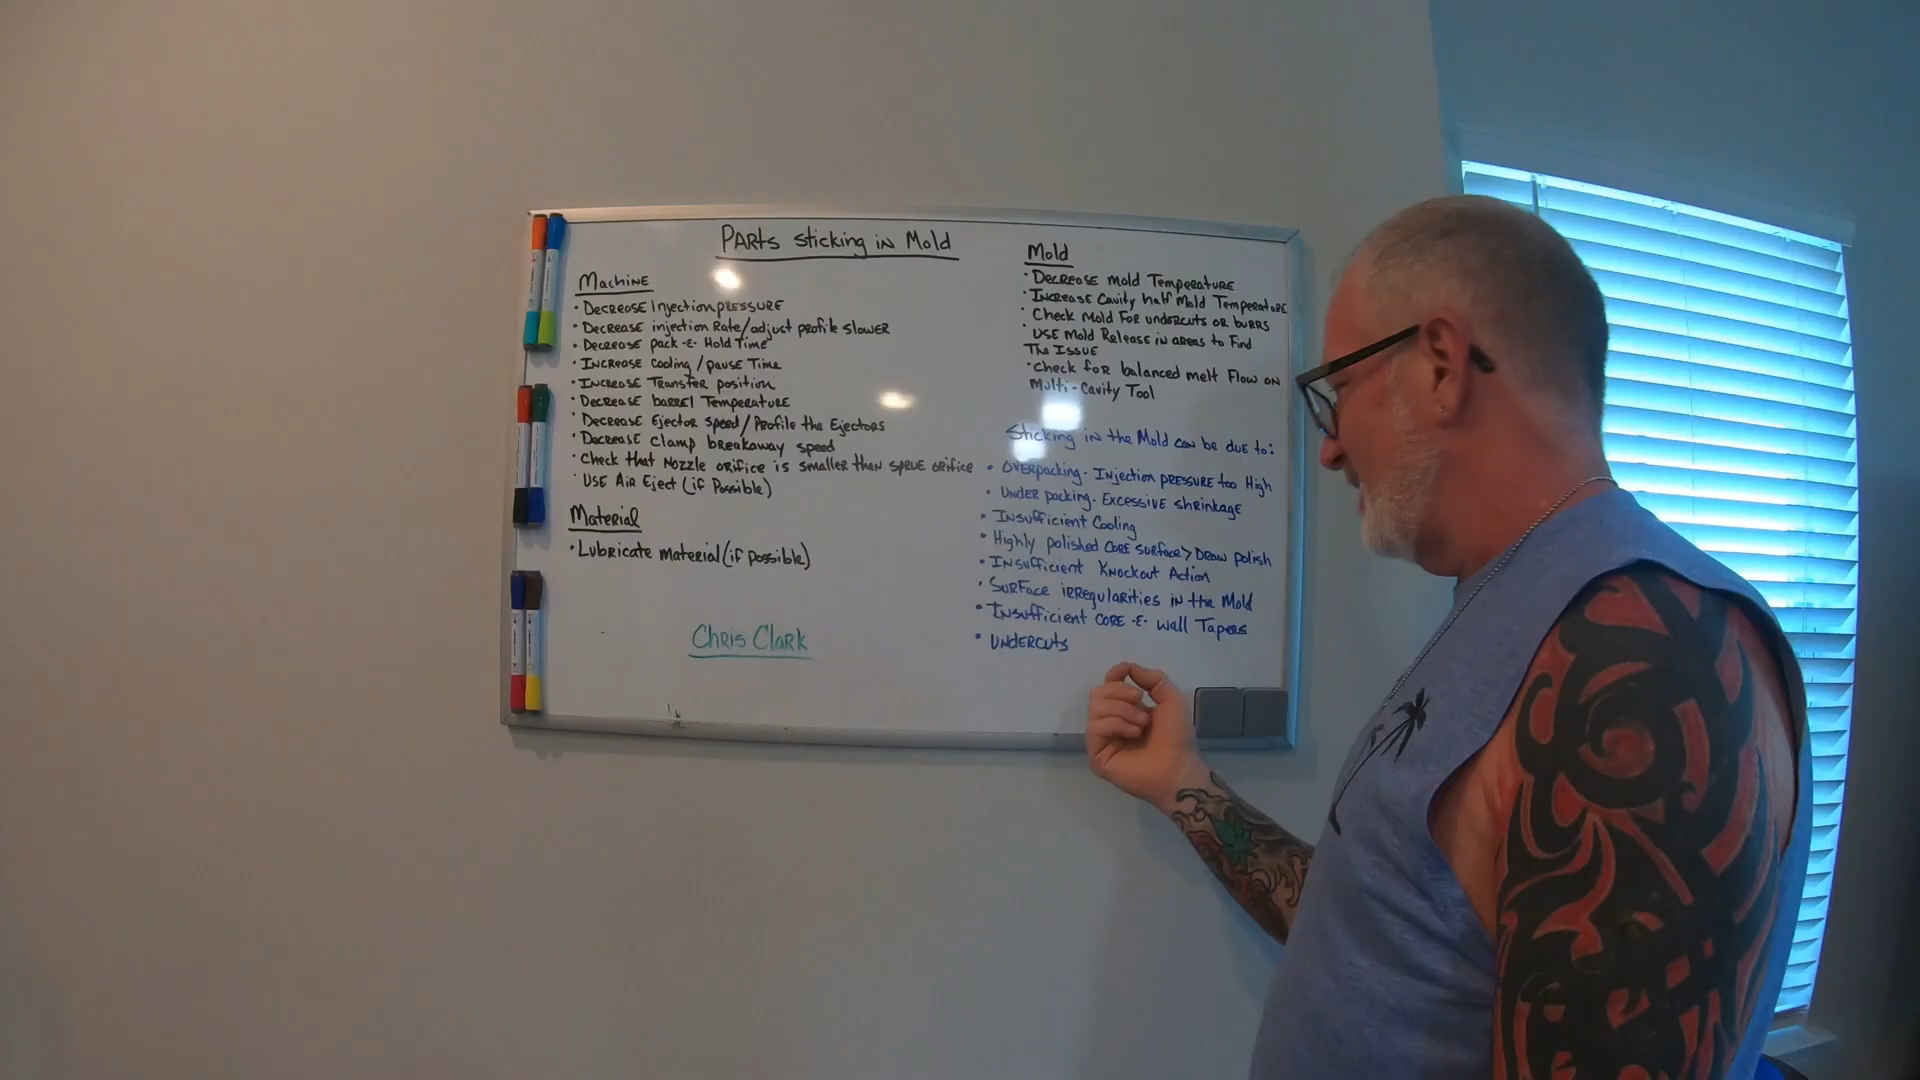 Parts Sticking in Mold
Machine
• Decrease Injection pressure
• Decrease injection Rate/adjust profile slower
• Decrease pack & Hold Time
• Increase Cooling / pause Time
• Increase Transfer position
• Decrease barrel Temperature
• Decrease Ejector speed / Profile the Ejectors
• Decrease clamp breakaway speed
• Check that Nozzle orifice is smaller than sprue orifice
• Use Air Eject (if Possible)
Material
• Lubricate material (if possible)
Chris Clark
Mold
• Decrease mold Temperature
• Increase Cavity half Mold Temperature
• Check Mold For undercuts or burrs
• Use Mold Release in areas to Find
The Issue
• Check for balanced melt Flow on
Multi-Cavity Tool
Sticking in the Mold can be due to:
• Overpacking - Injection pressure too High
• Under packing - Excessive shrinkage
• Insufficient Cooling
• Highly polished core surface > Draw polish
• Insufficient Knockout Action
• Surface irregularities in the Mold
• Insufficient core & wall Tapers
• Undercuts